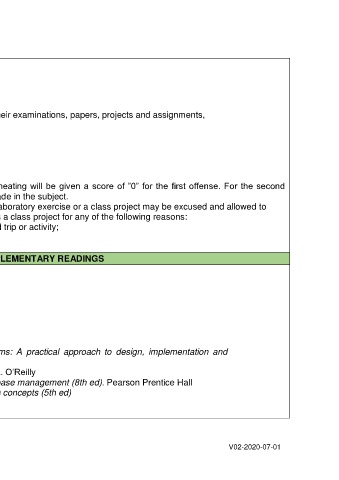 heir examinations, papers, projects and assignments,
heating will be given a score of "0" for the first offense. For the second
ade in the subject.
aboratory exercise or a class project may be excused and allowed to
s a class project for any of the following reasons:
d trip or activity;
PLEMENTARY READINGS
ms: A practical approach to design, implementation and
. O'Reilly
base management (8th ed). Pearson Prentice Hall
n concepts (5th ed)
V02-2020-07-01